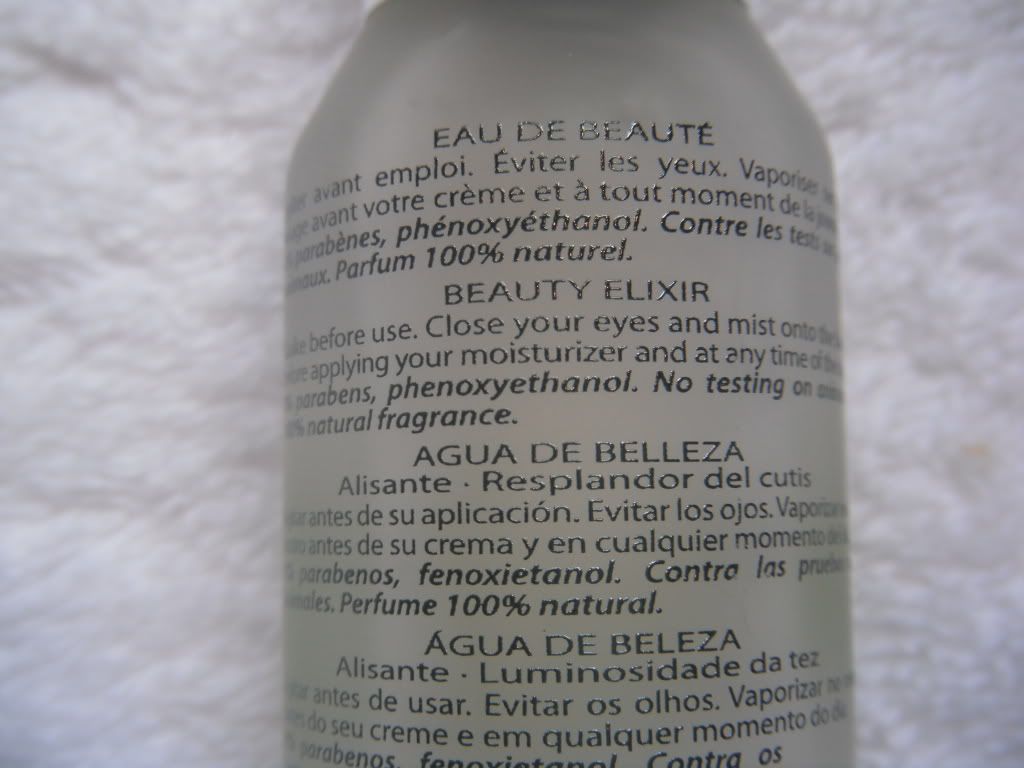 EAU DE BEAUTÉ
avant emploi. Éviter les yeux. Vaporiser
avant votre crème et à tout moment de la
parabènes, phénoxyéthanol. Contre les tests
Parfum 100% naturel.
BEAUTY ELIXIR
before use. Close your eyes and mist onto
applying your moisturizer and at any time of the
parabens, phenoxyethanol. No testing on
natural fragrance.
AGUA DE BELLEZA
Alisante · Resplandor del cutis
antes de su aplicación. Evitar los ojos.
antes de su crema y en cualquier momento
parabenos, fenoxietanol. Contra las
Perfume 100% natural.
ÁGUA DE BELEZA
Alisante · Luminosidade da tez
antes de usar. Evitar os olhos. Vaporizar
do seu creme e em qualquer momento do
parabenos, fenoxietanol. Contra os